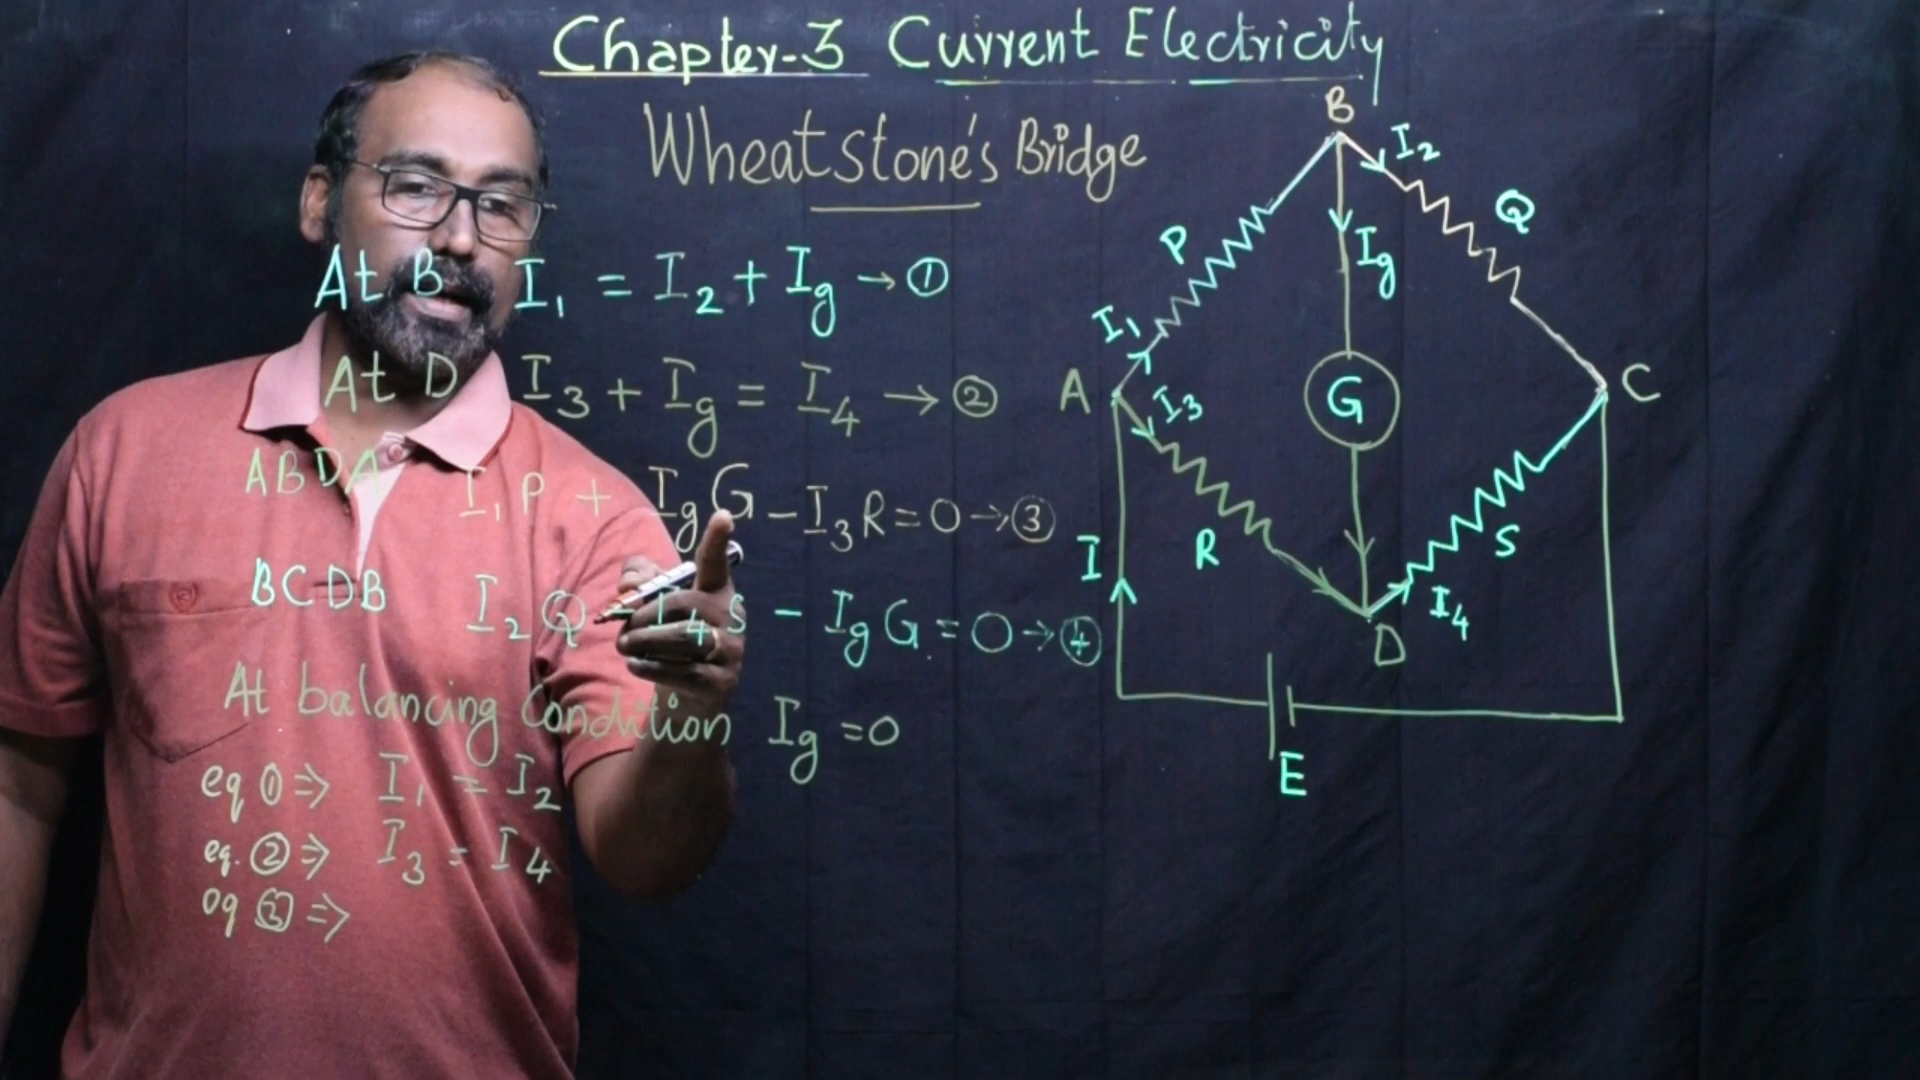 Chapter-3 Current Electricity
Wheatstone's Bridge
At B I₁ = I₂ + Ig → ①
At D I₃ + Ig = I₄ → ②
ABDA I₁P + IgG - I₃R = 0 → ③
BCDB I₂Q - I₄S - IgG = 0 → ④
At balancing Condition Ig = 0
eq ① ⇒ I₁ = I₂
eq. ② ⇒ I₃ = I₄
eq ③ ⇒
B
I₂
Q
P
Ig
I₁
A
I₃
G
C
R
S
I
I₄
D
E